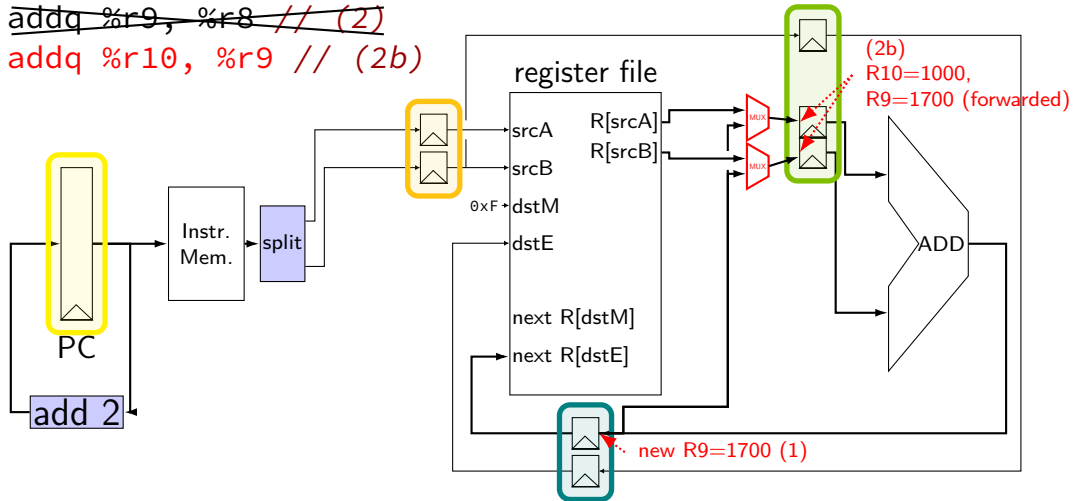 addq %r9, %r8 // (2)
addq %r10, %r9 // (2b)
(2b)
R10=1000,
R9=1700 (forwarded)
register file
R[srcA]
R[srcB]
MUX
MUX
srcA
srcB
0xF
dstM
dstE
Instr.
Mem.
split
ADD
next R[dstM]
next R[dstE]
PC
add 2
new R9=1700 (1)